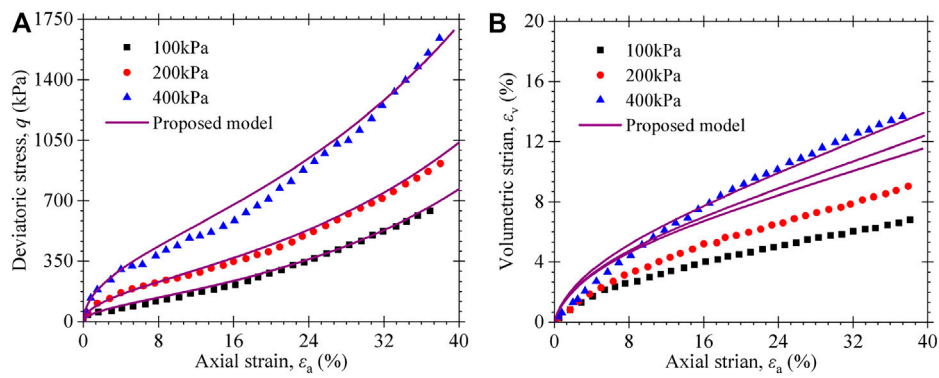 A
Deviatoric stress, q (kPa)
1750
1400
1050
700
350
0
100kPa
200kPa
400kPa
Proposed model
0 8 16 24 32 40
Axial strain, εa (%)
B
Volumetric strian, εv (%)
20
16
12
8
4
0
100kPa
200kPa
400kPa
Proposed model
0 8 16 24 32 40
Axial strian, εa (%)